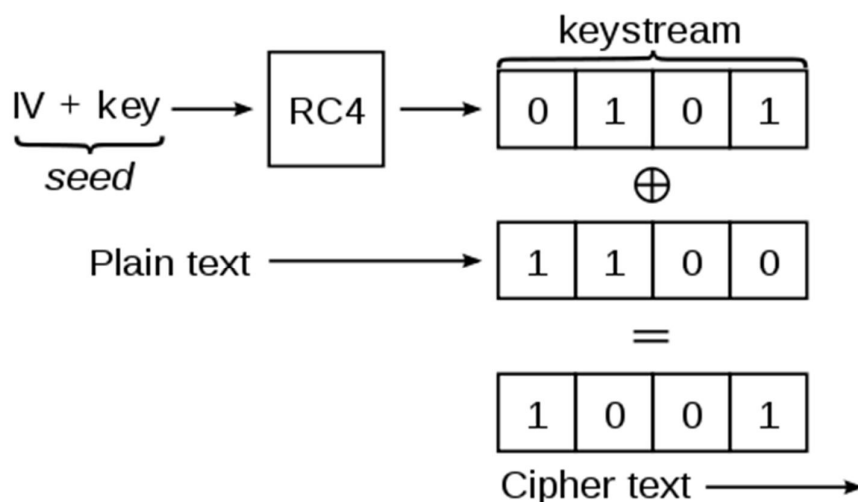 keystream
IV + key
RC4
0 1 0 1
seed
⊕
Plain text
1 1 0 0
=
1 0 0 1
Cipher text